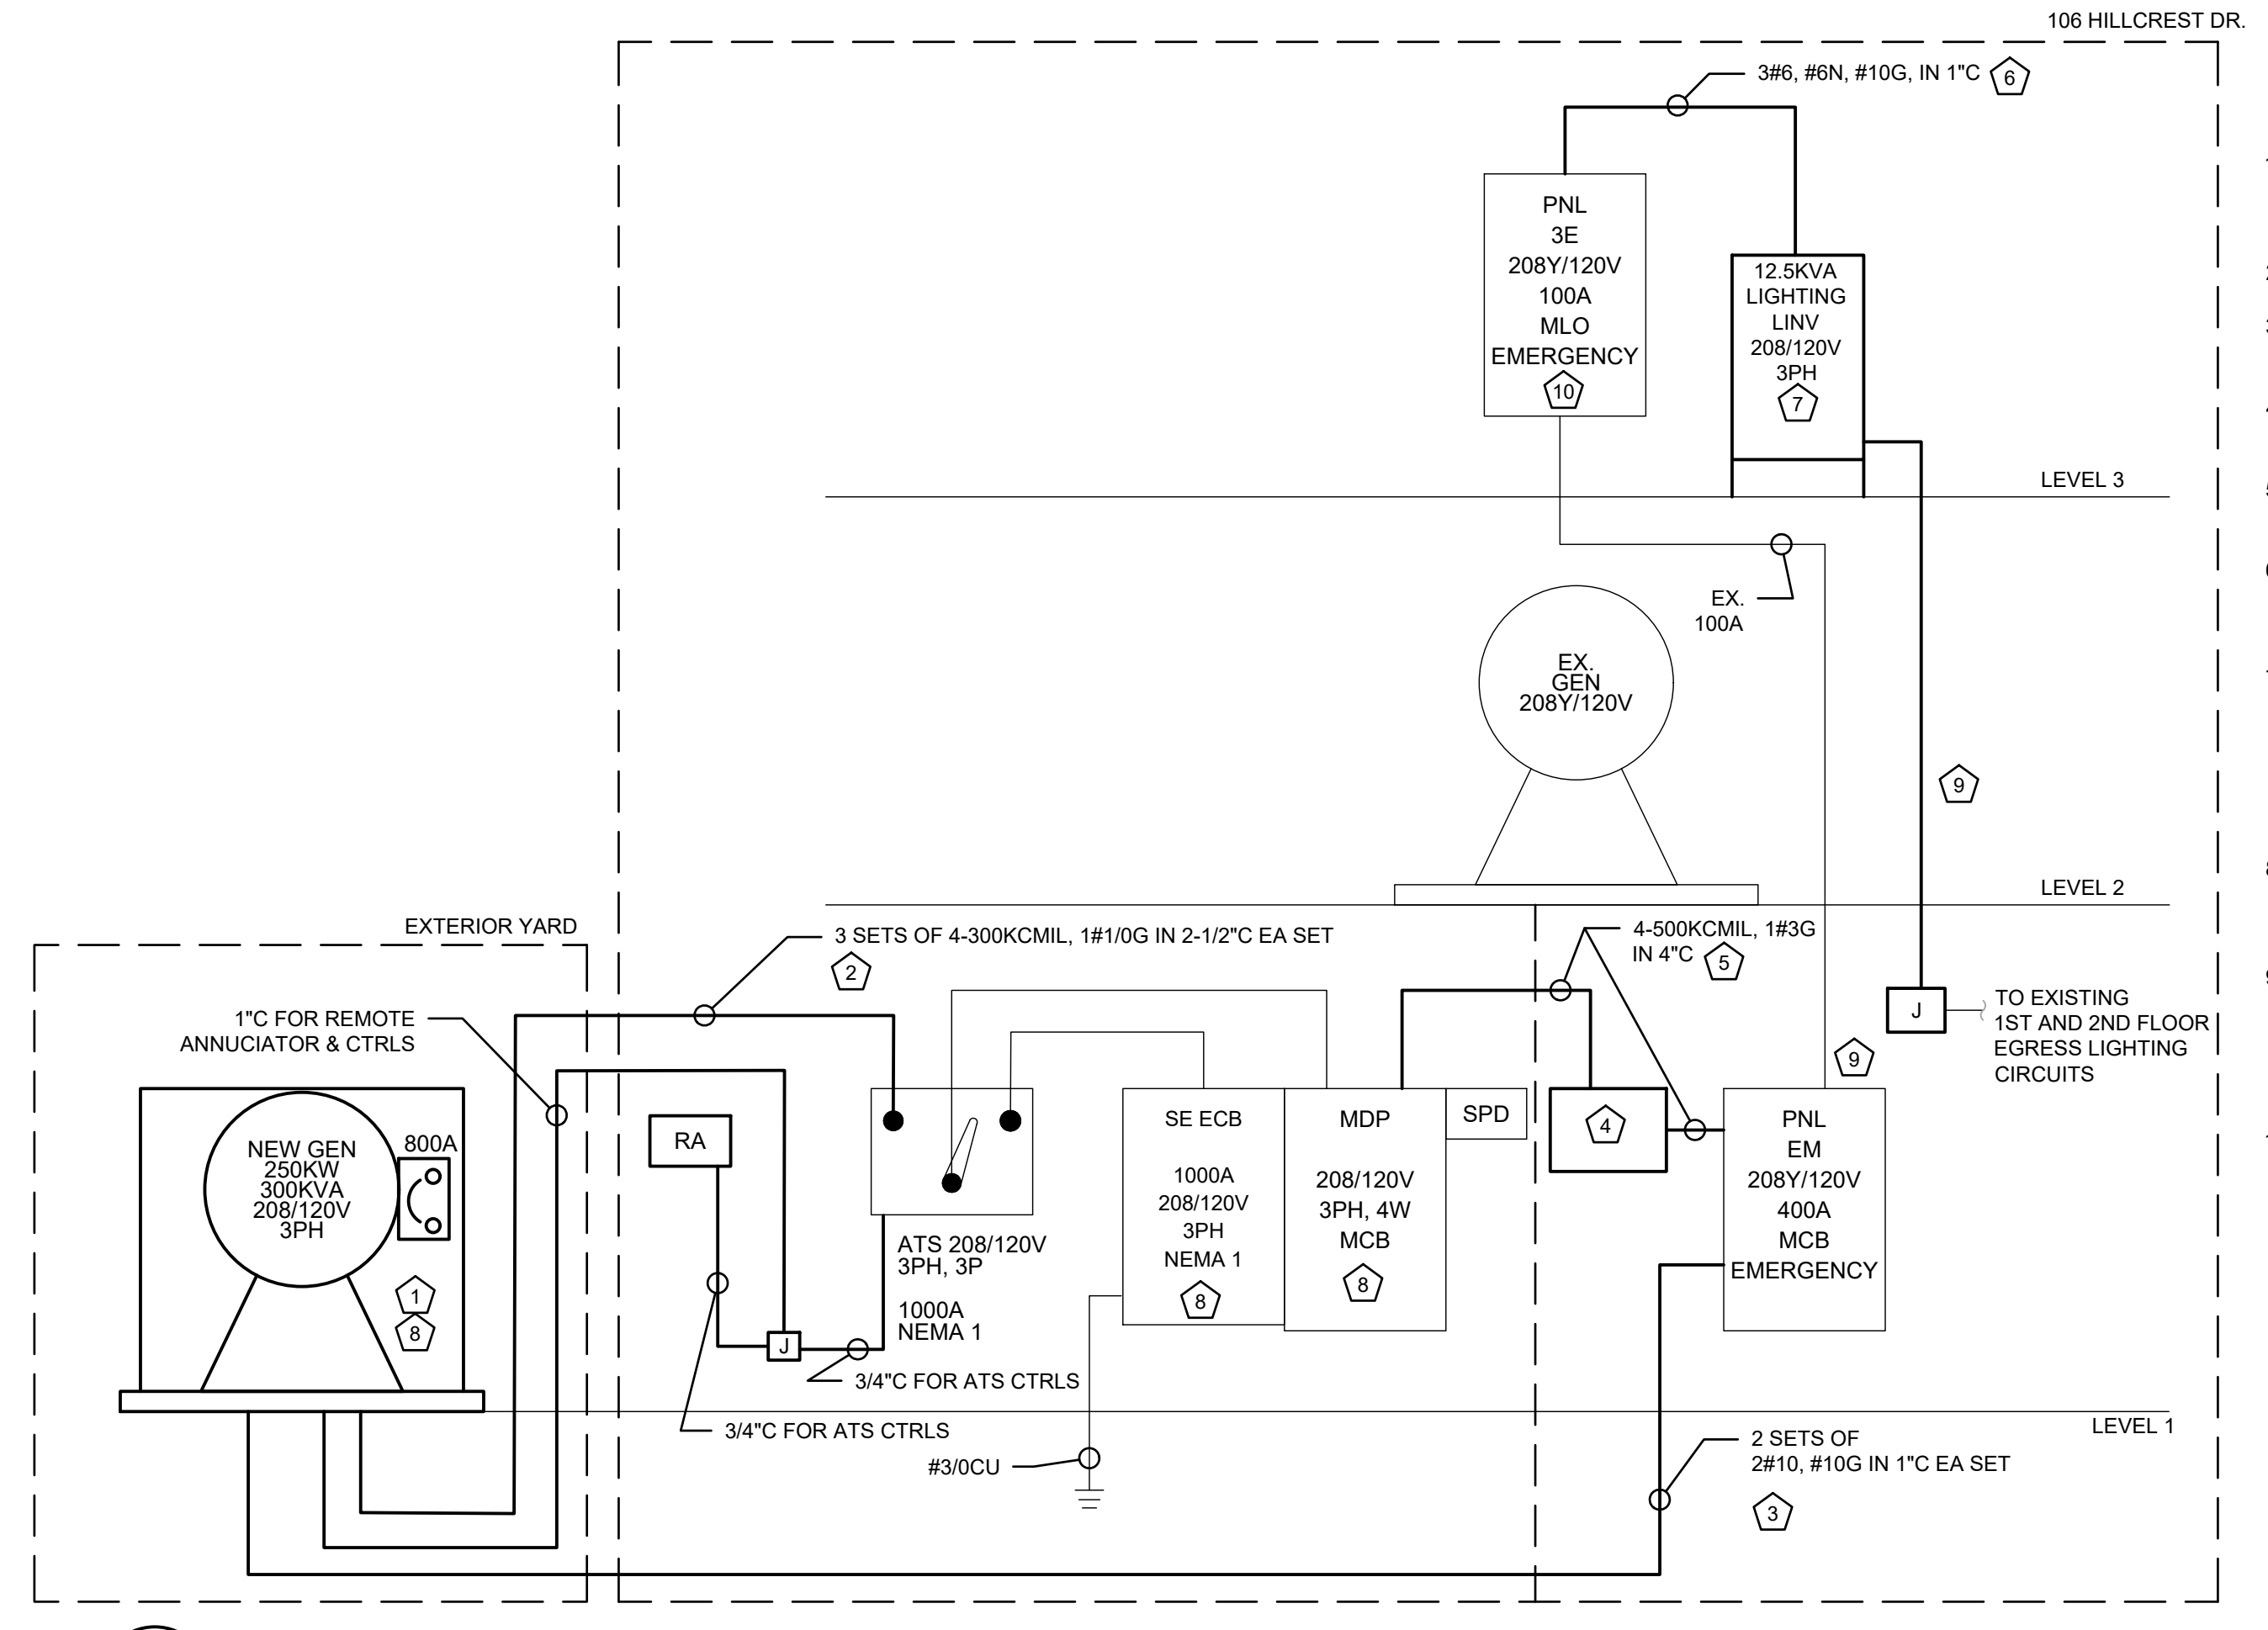 106 HILLCREST DR.
3#6, #6N, #10G, IN 1"C
6
PNL
3E
208Y/120V
100A
MLO
EMERGENCY
10
12.5KVA
LIGHTING
LINV
208/120V
3PH
7
LEVEL 3
EX.
100A
EX.
GEN
208Y/120V
9
LEVEL 2
EXTERIOR YARD
3 SETS OF 4-300KCMIL, 1#1/0G IN 2-1/2"C EA SET
2
4-500KCMIL, 1#3G
IN 4"C
5
1"C FOR REMOTE
ANNUCIATOR & CTRLS
J
TO EXISTING
1ST AND 2ND FLOOR
EGRESS LIGHTING
CIRCUITS
9
NEW GEN
250KW
300KVA
208/120V
3PH
800A
1
8
RA
J
ATS 208/120V
3PH, 3P
1000A
NEMA 1
SE ECB
1000A
208/120V
3PH
NEMA 1
8
MDP
208/120V
3PH, 4W
MCB
8
SPD
4
PNL
EM
208Y/120V
400A
MCB
EMERGENCY
3/4"C FOR ATS CTRLS
3/4"C FOR ATS CTRLS
LEVEL 1
#3/0CU
2 SETS OF
2#10, #10G IN 1"C EA SET
3